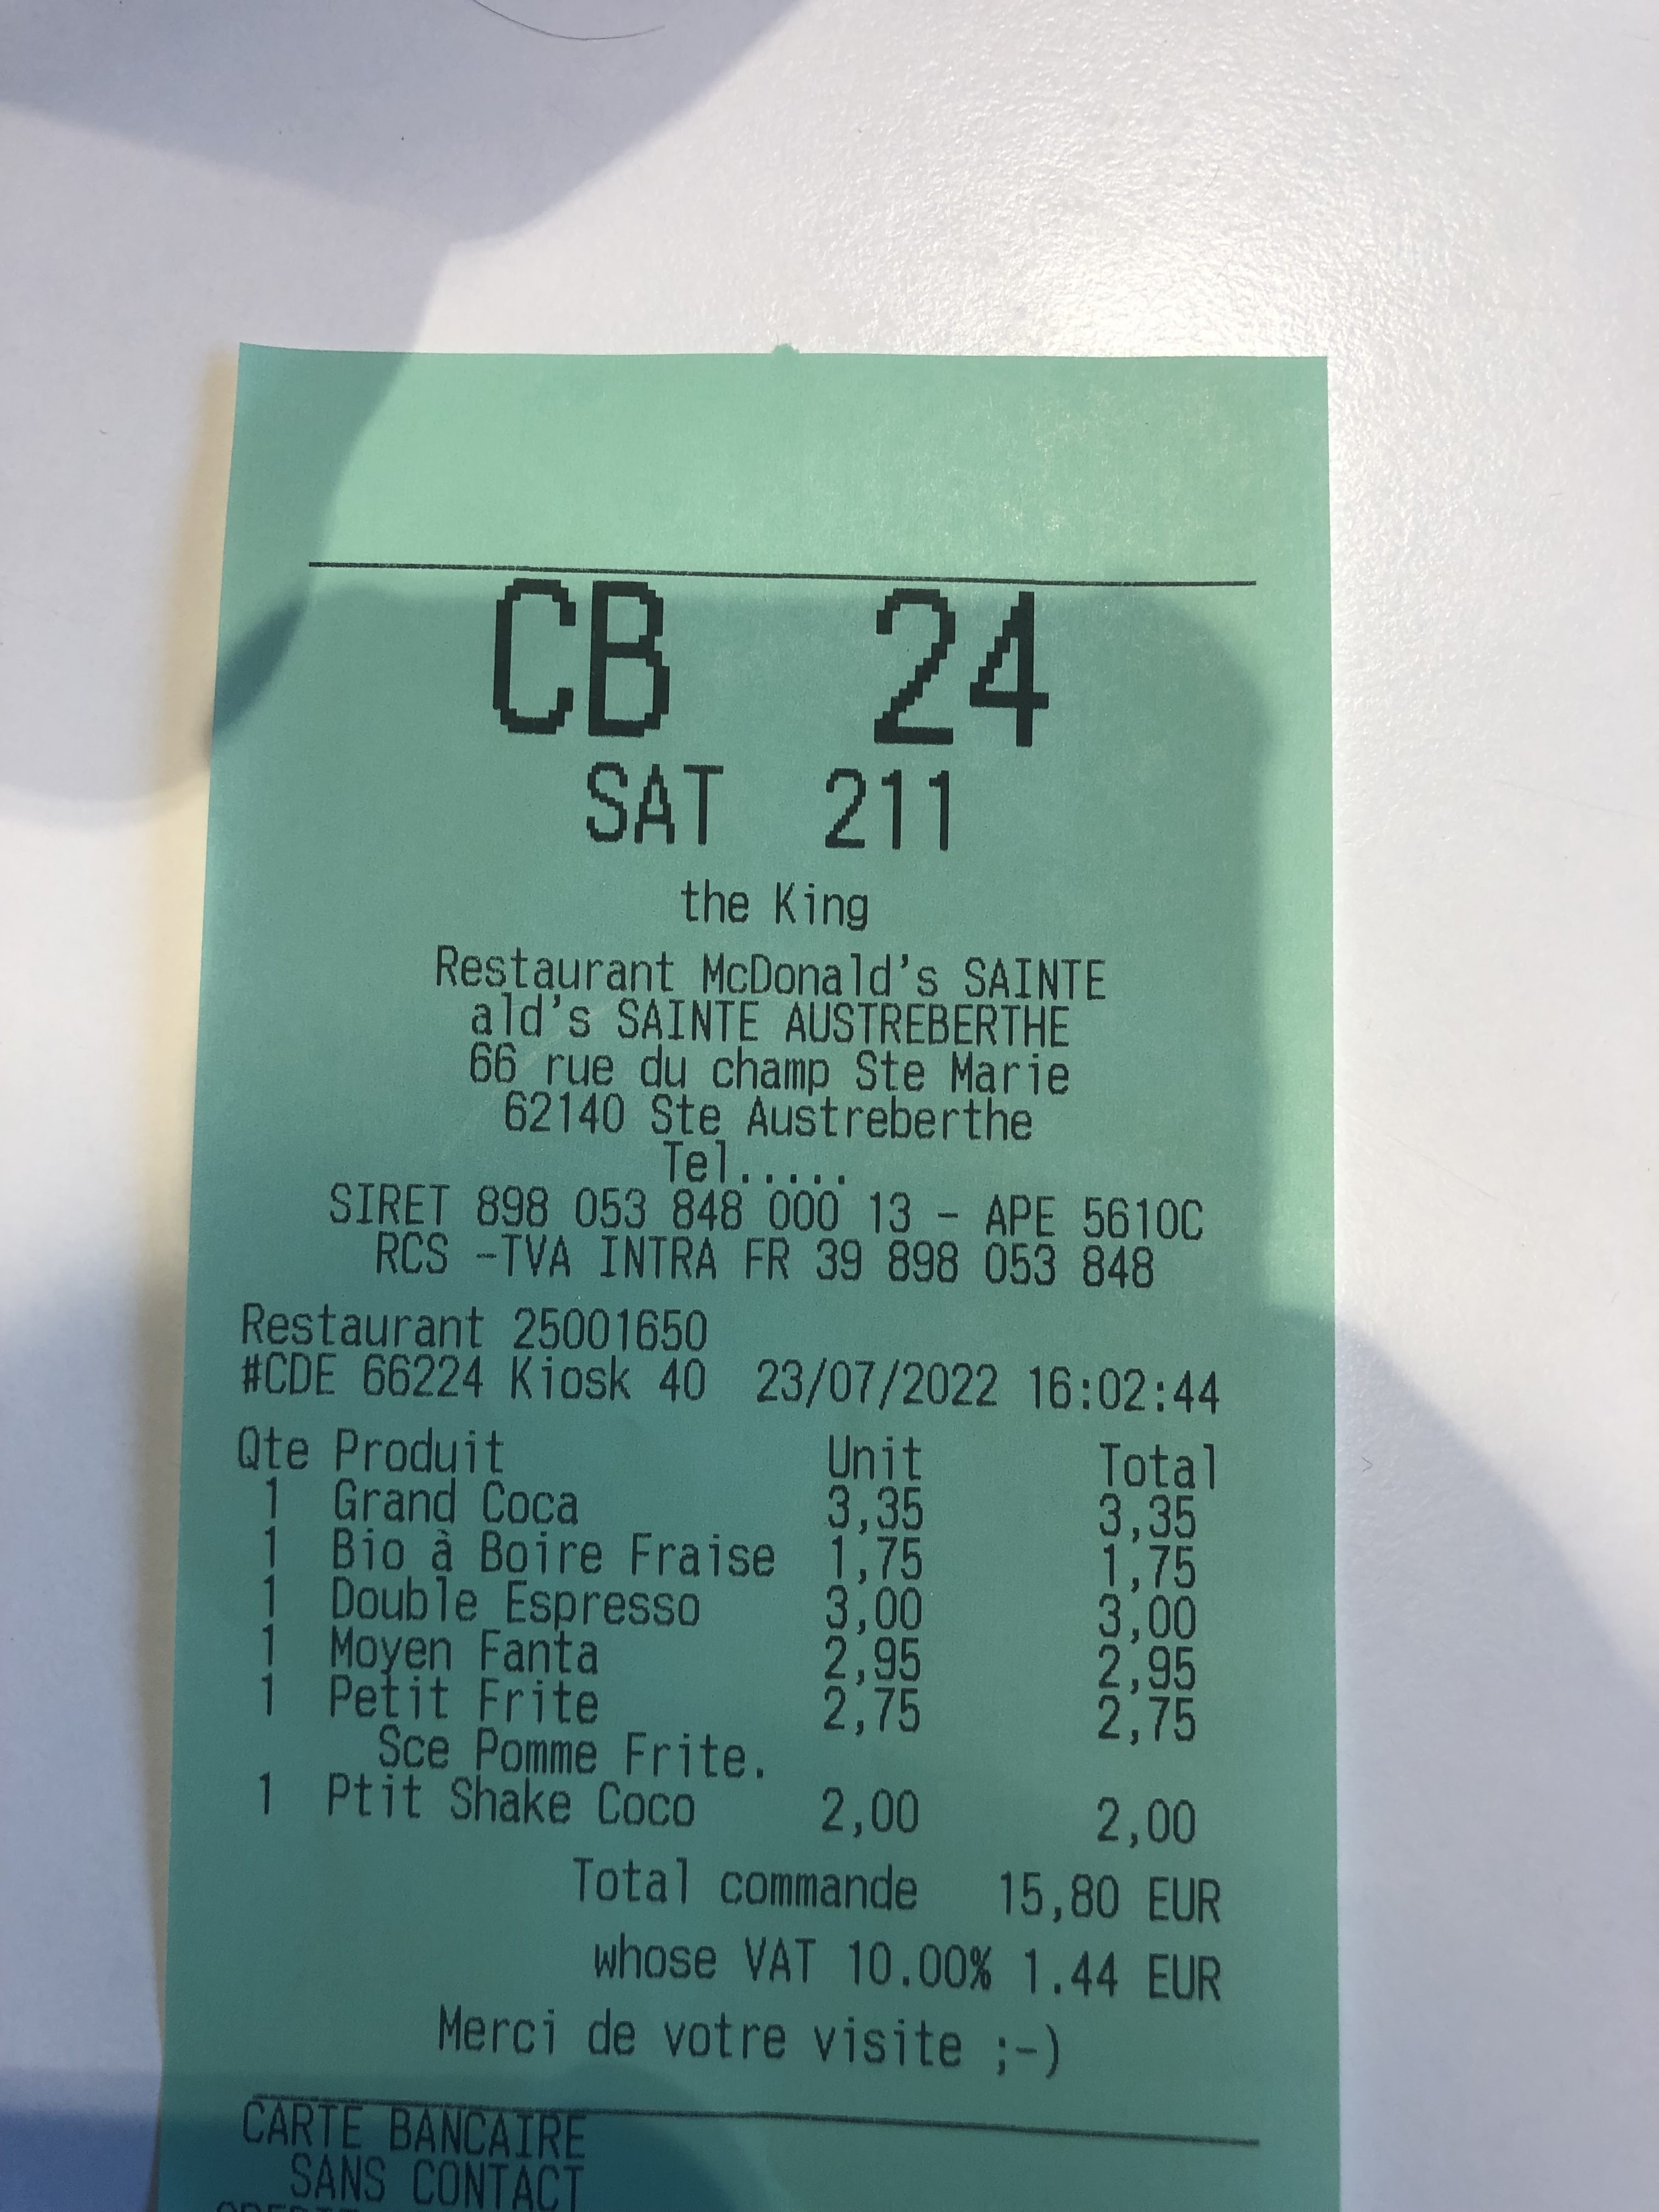 CB 24
SAT 211
the King
Restaurant McDonald's SAINTE
ald's SAINTE AUSTREBERTHE
66 rue du champ Ste Marie
62140 Ste Austreberthe
Tel.....
SIRET 898 053 848 000 13 - APE 5610C
RCS -TVA INTRA FR 39 898 053 848
Restaurant 25001650
#CDE 66224 Kiosk 40 23/07/2022 16:02:44
Qte Produit Unit Total
1 Grand Coca 3,35 3,35
1 Bio à Boire Fraise 1,75 1,75
1 Double Espresso 3,00 3,00
1 Moyen Fanta 2,95 2,95
1 Petit Frite 2,75 2,75
Sce Pomme Frite.
1 Ptit Shake Coco 2,00 2,00
Total commande 15,80 EUR
whose VAT 10.00% 1.44 EUR
Merci de votre visite ;-)
CARTE BANCAIRE
SANS CONTACT